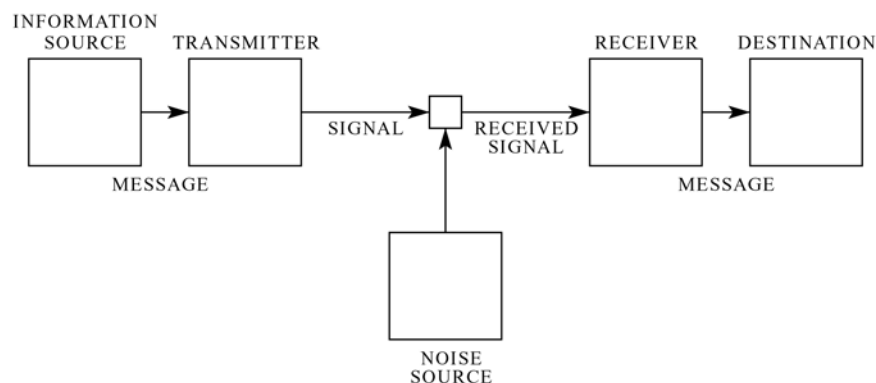 INFORMATION
SOURCE
TRANSMITTER
RECEIVER
DESTINATION
SIGNAL
RECEIVED
SIGNAL
MESSAGE
MESSAGE
NOISE
SOURCE